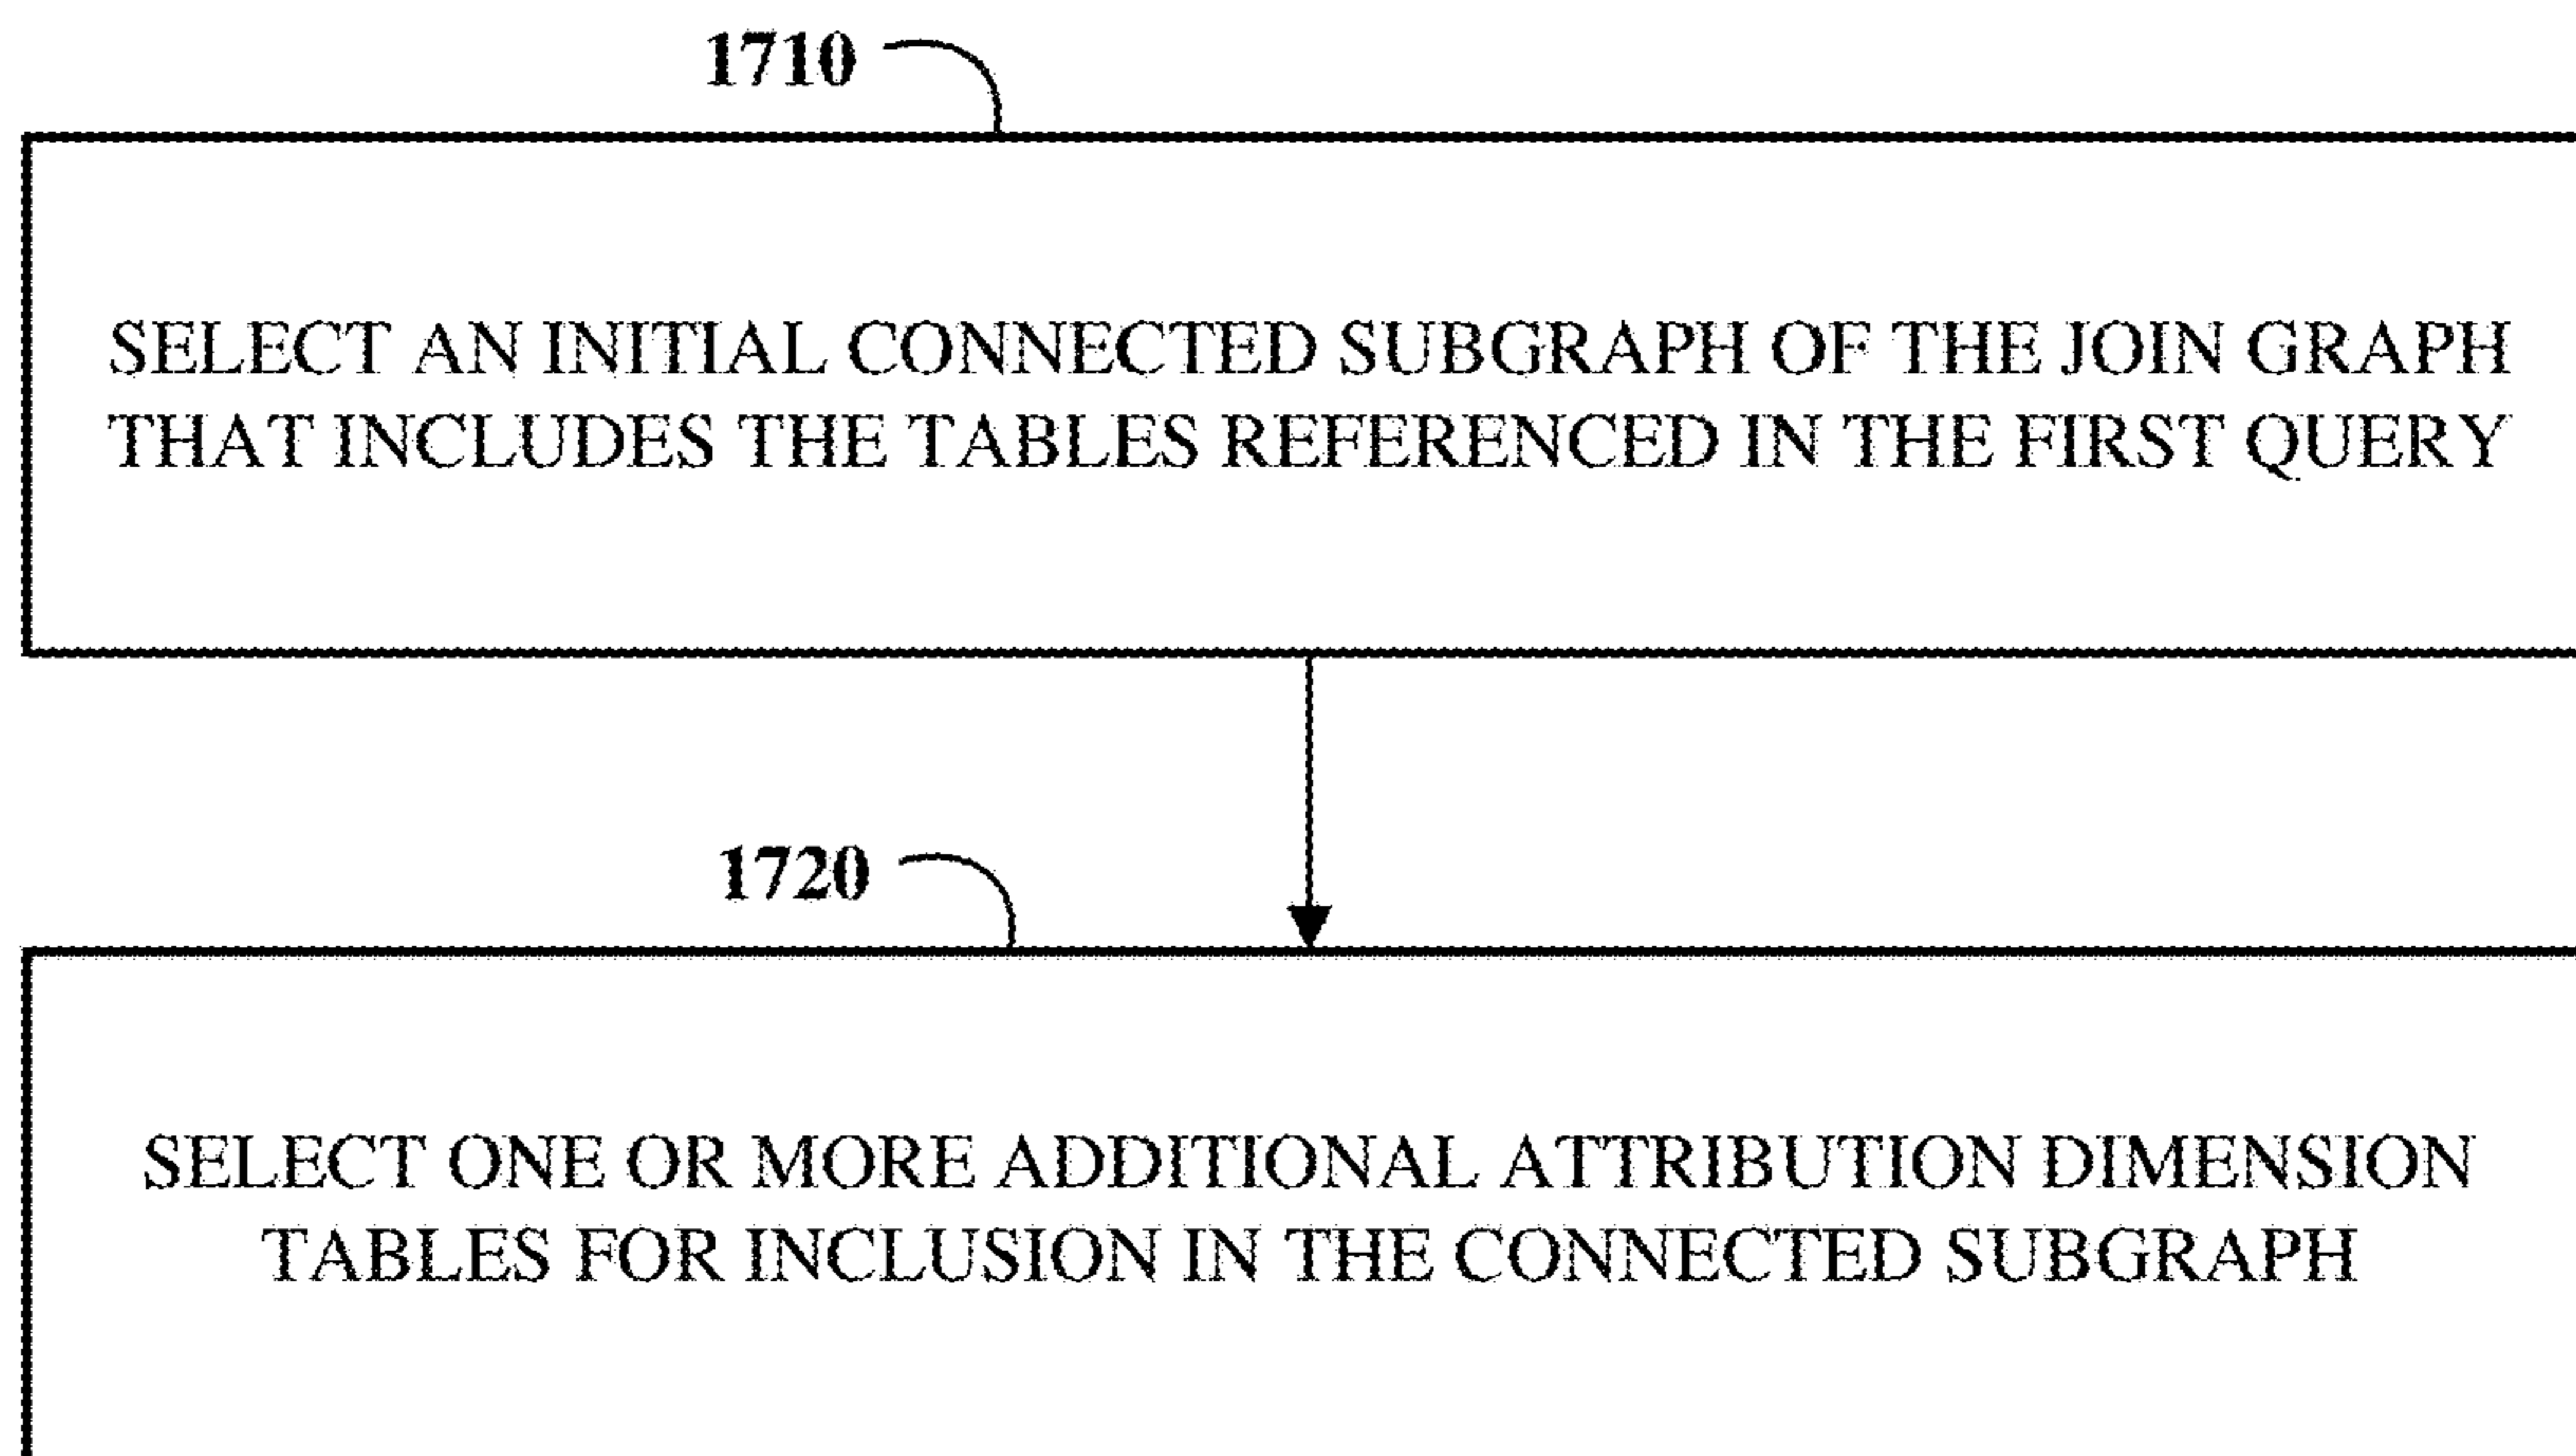 1710
SELECT AN INITIAL CONNECTED SUBGRAPH OF THE JOIN GRAPH
THAT INCLUDES THE TABLES REFERENCED IN THE FIRST QUERY
1720
SELECT ONE OR MORE ADDITIONAL ATTRIBUTION DIMENSION
TABLES FOR INCLUSION IN THE CONNECTED SUBGRAPH